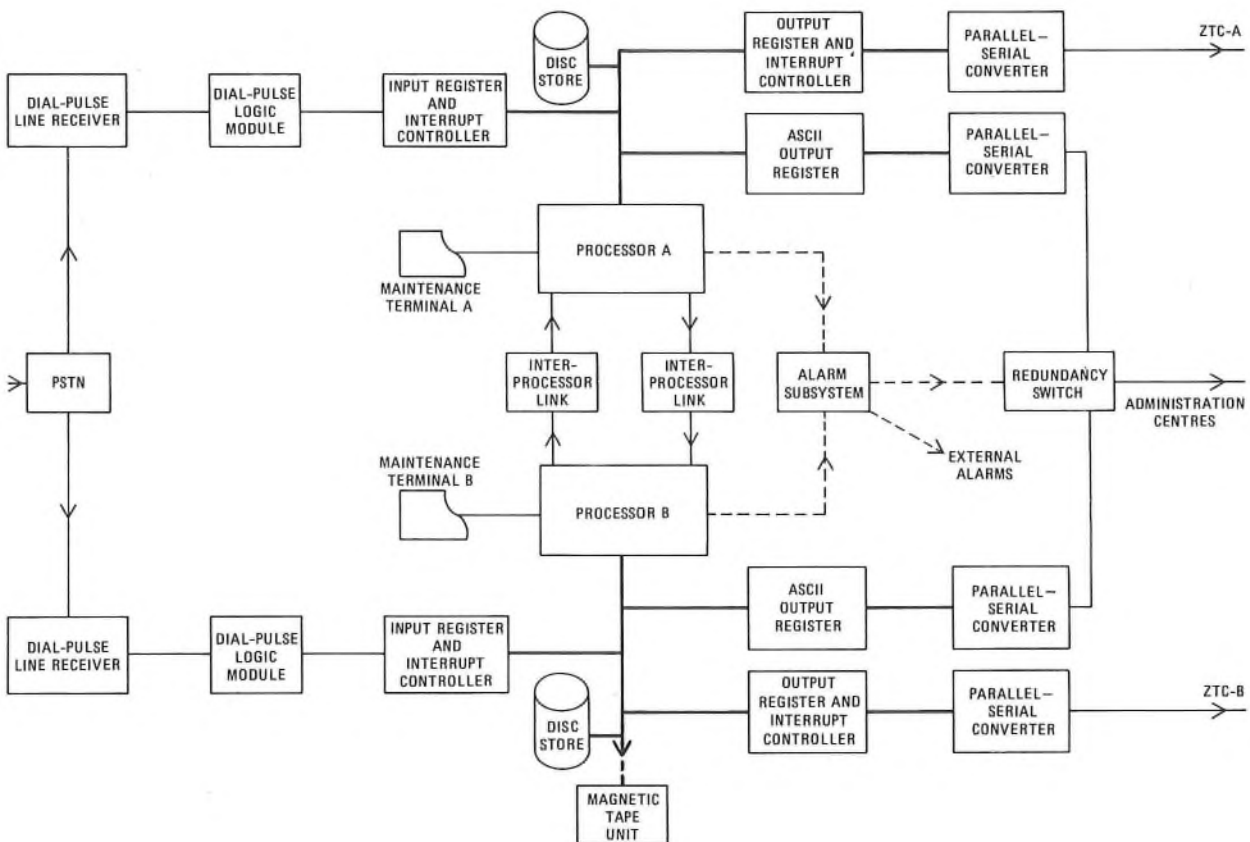 DISC
STORE
OUTPUT
REGISTER AND
INTERRUPT
CONTROLLER
PARALLEL–
SERIAL
CONVERTER
ZTC-A
DIAL-PULSE
LINE RECEIVER
DIAL-PULSE
LOGIC
MODULE
INPUT REGISTER
AND
INTERRUPT
CONTROLLER
ASCII
OUTPUT
REGISTER
PARALLEL–
SERIAL
CONVERTER
PROCESSOR A
MAINTENANCE
TERMINAL A
PSTN
INTER-
PROCESSOR
LINK
INTER-
PROCESSOR
LINK
ALARM
SUBSYSTEM
REDUNDANCY
SWITCH
ADMINISTRATION
CENTRES
EXTERNAL
ALARMS
MAINTENANCE
TERMINAL B
PROCESSOR B
ASCII
OUTPUT
REGISTER
PARALLEL–
SERIAL
CONVERTER
DIAL-PULSE
LINE RECEIVER
DIAL-PULSE
LOGIC
MODULE
INPUT REGISTER
AND
INTERRUPT
CONTROLLER
DISC
STORE
OUTPUT
REGISTER AND
INTERRUPT
CONTROLLER
PARALLEL–
SERIAL
CONVERTER
ZTC-B
MAGNETIC
TAPE
UNIT